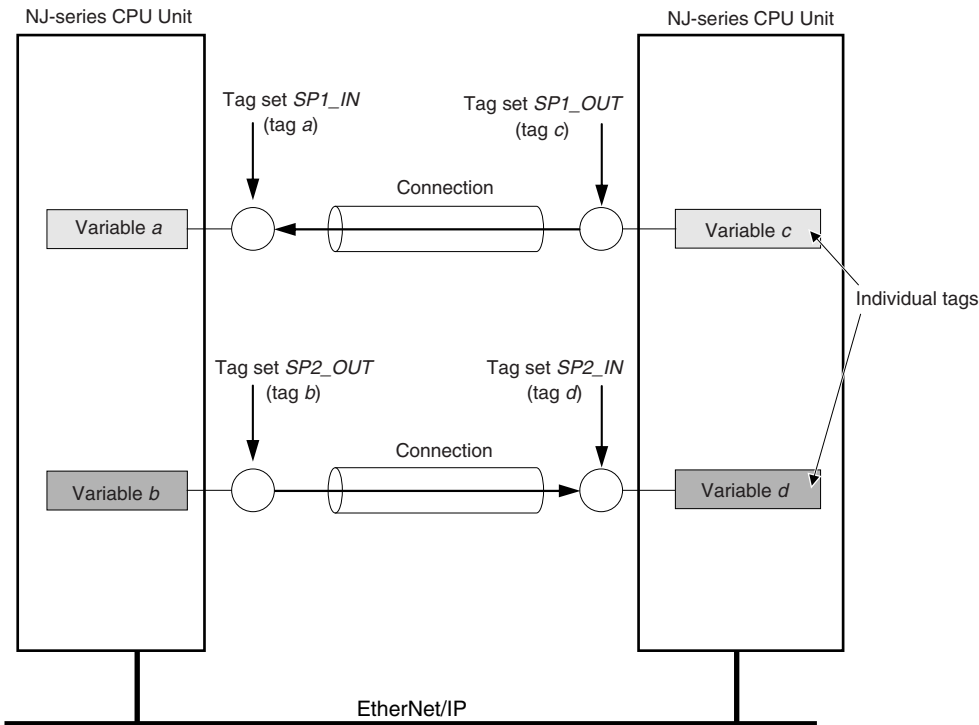 NJ-series CPU Unit
NJ-series CPU Unit
Tag set SP1_IN
(tag a)
Tag set SP1_OUT
(tag c)
Connection
Variable a
Variable c
Individual tags
Tag set SP2_OUT
(tag b)
Tag set SP2_IN
(tag d)
Connection
Variable b
Variable d
EtherNet/IP